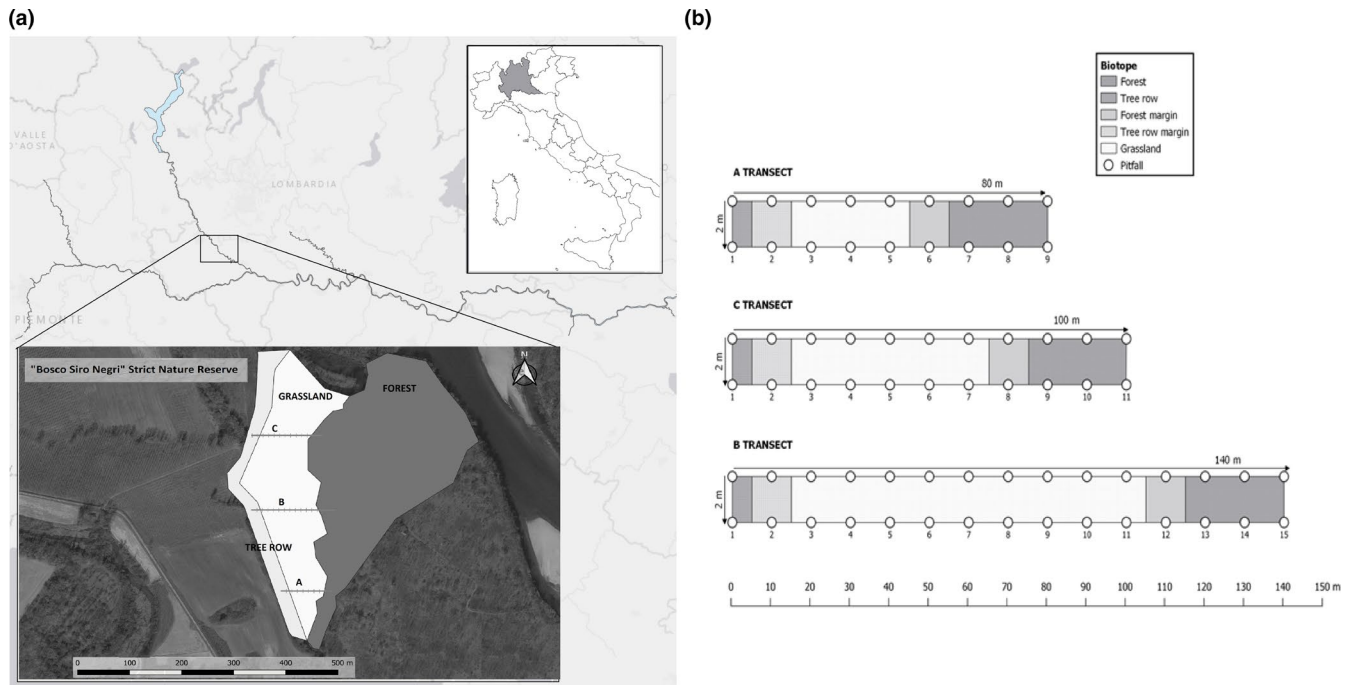 (a)
VALLE
D'AOSTA
LOMBARDIA
PIEMONTE
"Bosco Siro Negri" Strict Nature Reserve
N
GRASSLAND
FOREST
C
B
TREE ROW
A
0 100 200 300 400 500 m
(b)
Biotope
Forest
Tree row
Forest margin
Tree row margin
Grassland
Pitfall
A TRANSECT
80 m
2 m
1 2 3 4 5 6 7 8 9
C TRANSECT
100 m
2 m
1 2 3 4 5 6 7 8 9 10 11
B TRANSECT
140 m
2 m
1 2 3 4 5 6 7 8 9 10 11 12 13 14 15
0 10 20 30 40 50 60 70 80 90 100 110 120 130 140 150 m